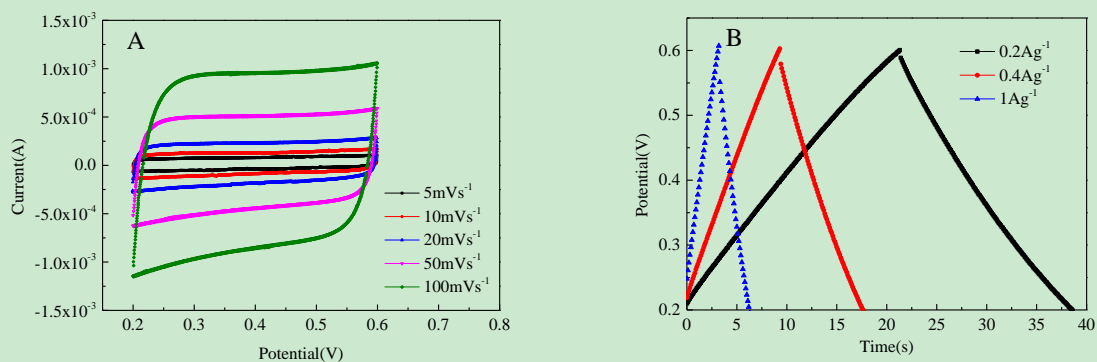 A
1.5x10⁻³
1.0x10⁻³
5.0x10⁻⁴
0.0
-5.0x10⁻⁴
-1.0x10⁻³
-1.5x10⁻³
Current(A)
0.2 0.3 0.4 0.5 0.6 0.7 0.8
Potential(V)
5mVs⁻¹
10mVs⁻¹
20mVs⁻¹
50mVs⁻¹
100mVs⁻¹
B
0.6
0.5
0.4
0.3
0.2
Potential(V)
0 5 10 15 20 25 30 35 40
Time(s)
0.2Ag⁻¹
0.4Ag⁻¹
1Ag⁻¹